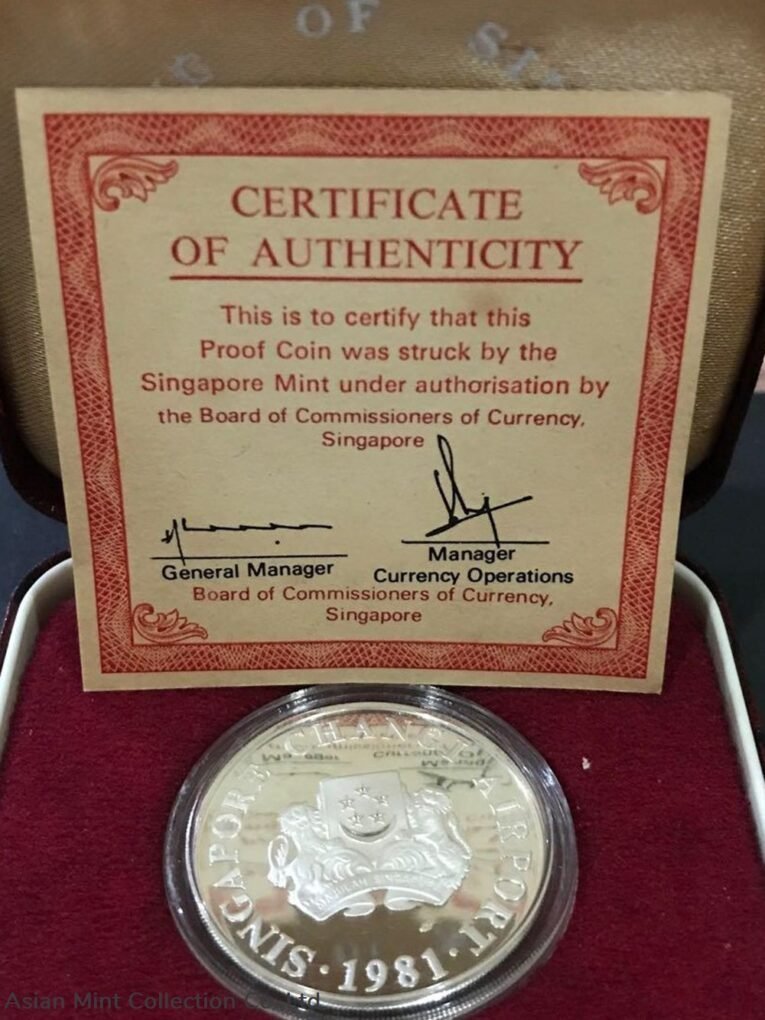 OF
CERTIFICATE
OF AUTHENTICITY
This is to certify that this
Proof Coin was struck by the
Singapore Mint under authorisation by
the Board of Commissioners of Currency,
Singapore
General Manager
Manager
Currency Operations
Board of Commissioners of Currency,
Singapore
SINGAPORE CHANGI AIRPORT
· 1981 ·
Asian Mint Collection Co Ltd